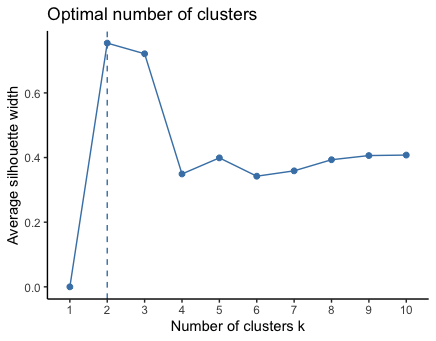 Optimal number of clusters
Average silhouette width
0.6
0.4
0.2
0.0
1 2 3 4 5 6 7 8 9 10
Number of clusters k